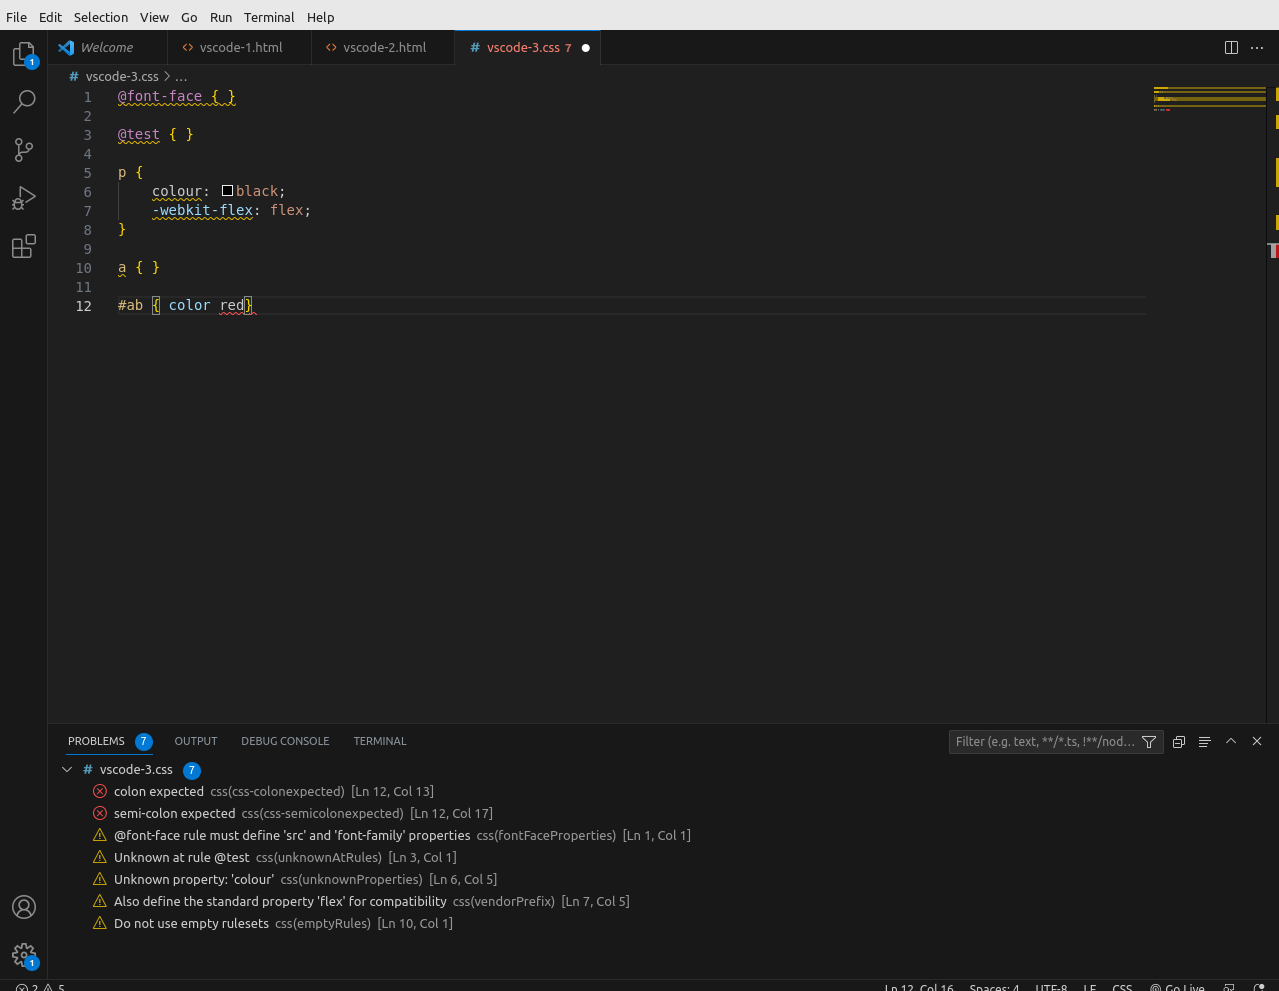 File Edit Selection View Go Run Terminal Help
Welcome vscode-1.html vscode-2.html # vscode-3.css 7
# vscode-3.css > ...
1 @font-face { }
2
3 @test { }
4
5 p {
6 colour: black;
7 -webkit-flex: flex;
8 }
9
10 a { }
11
12 #ab { color red}
PROBLEMS 7 OUTPUT DEBUG CONSOLE TERMINAL Filter (e.g. text, **/*.ts, !**/nod...
# vscode-3.css 7
colon expected css(css-colonexpected) [Ln 12, Col 13]
semi-colon expected css(css-semicolonexpected) [Ln 12, Col 17]
@font-face rule must define 'src' and 'font-family' properties css(fontFaceProperties) [Ln 1, Col 1]
Unknown at rule @test css(unknownAtRules) [Ln 3, Col 1]
Unknown property: 'colour' css(unknownProperties) [Ln 6, Col 5]
Also define the standard property 'flex' for compatibility css(vendorPrefix) [Ln 7, Col 5]
Do not use empty rulesets css(emptyRules) [Ln 10, Col 1]
1
1
2 5 Ln 12, Col 16 Spaces: 4 UTF-8 LF CSS Go Live